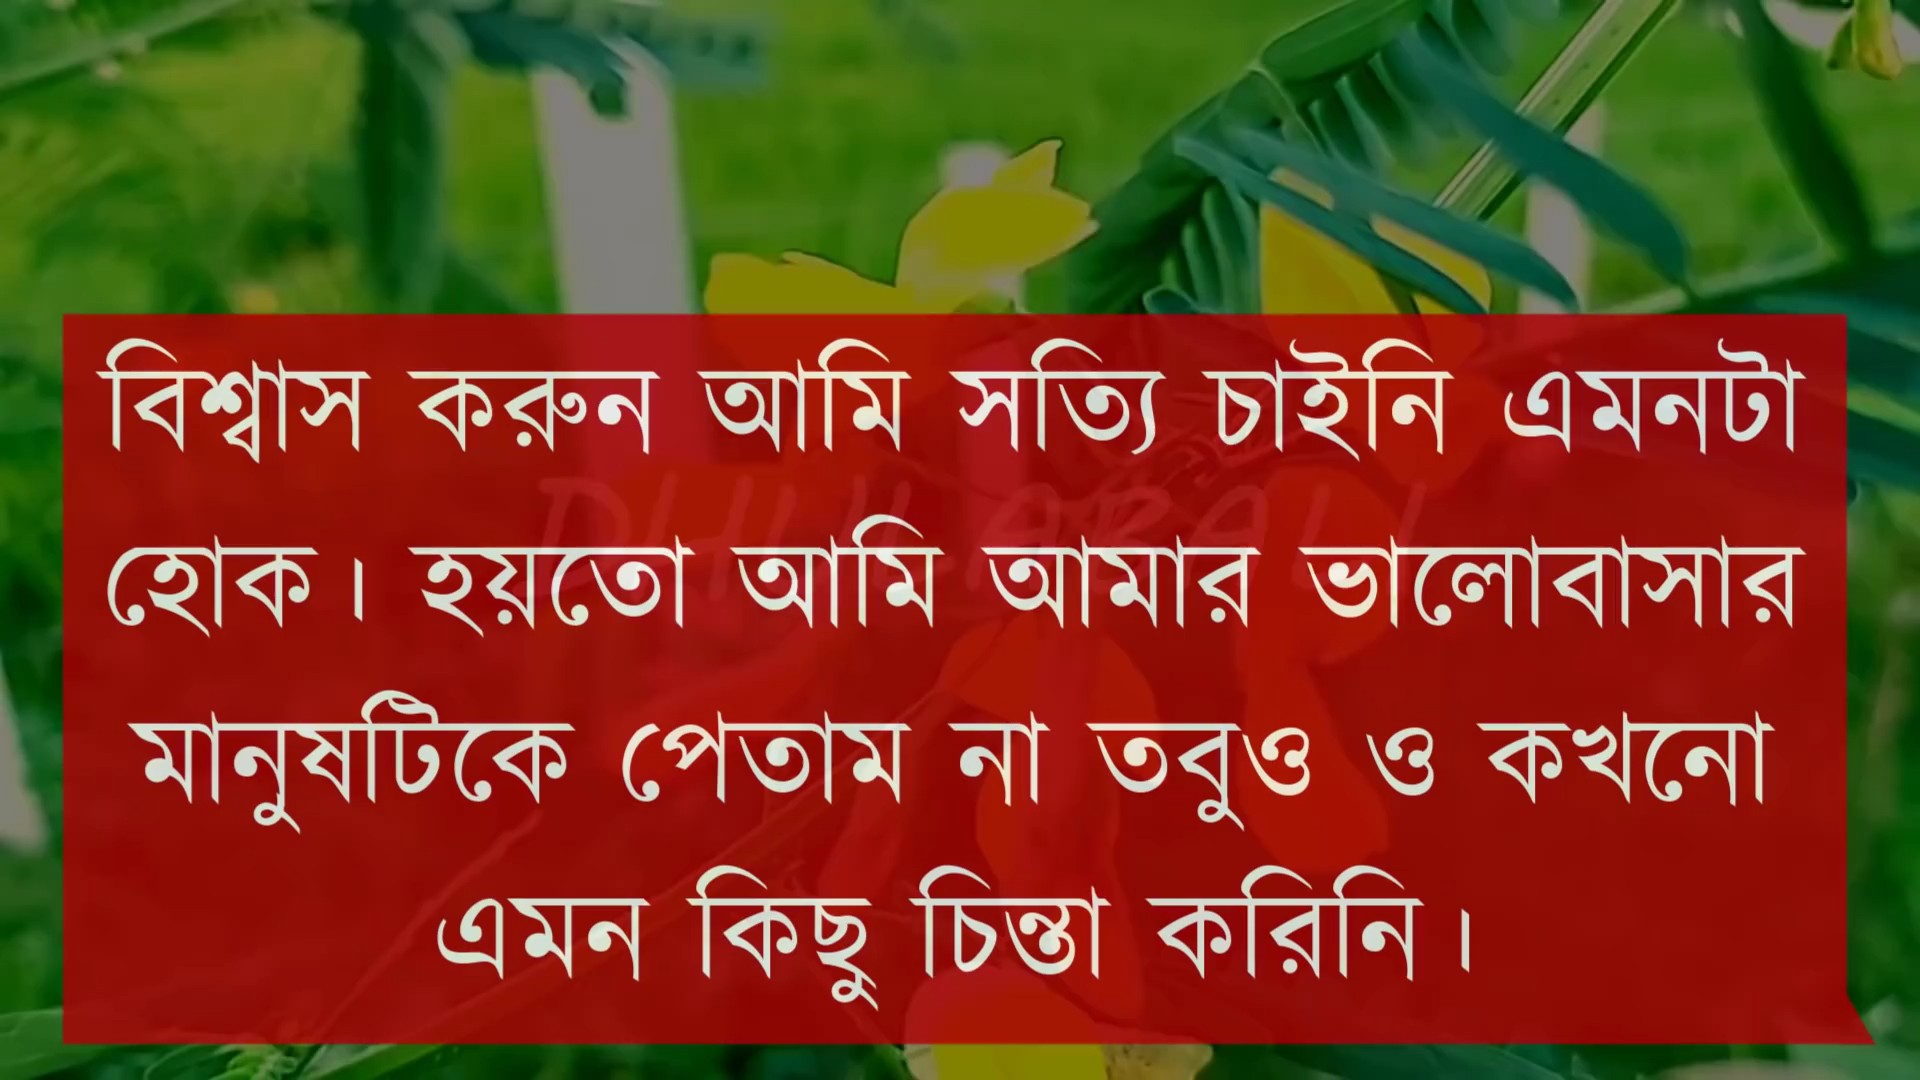 বিশ্বাস করুন আমি সত্যি চাইনি এমনটা
হোক। হয়তো আমি আমার ভালোবাসার
মানুষটিকে পেতাম না তবুও ও কখনো
এমন কিছু চিন্তা করিনি।